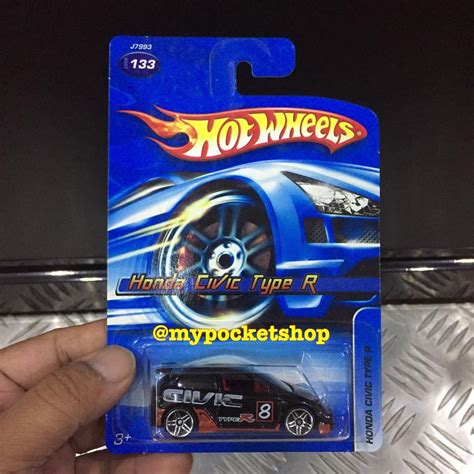 J7993
133
HOT WHEELS
Honda Civic Type R
@mypocketshop
CIVIC
TYPE R
8
3+
HONDA CIVIC TYPE R